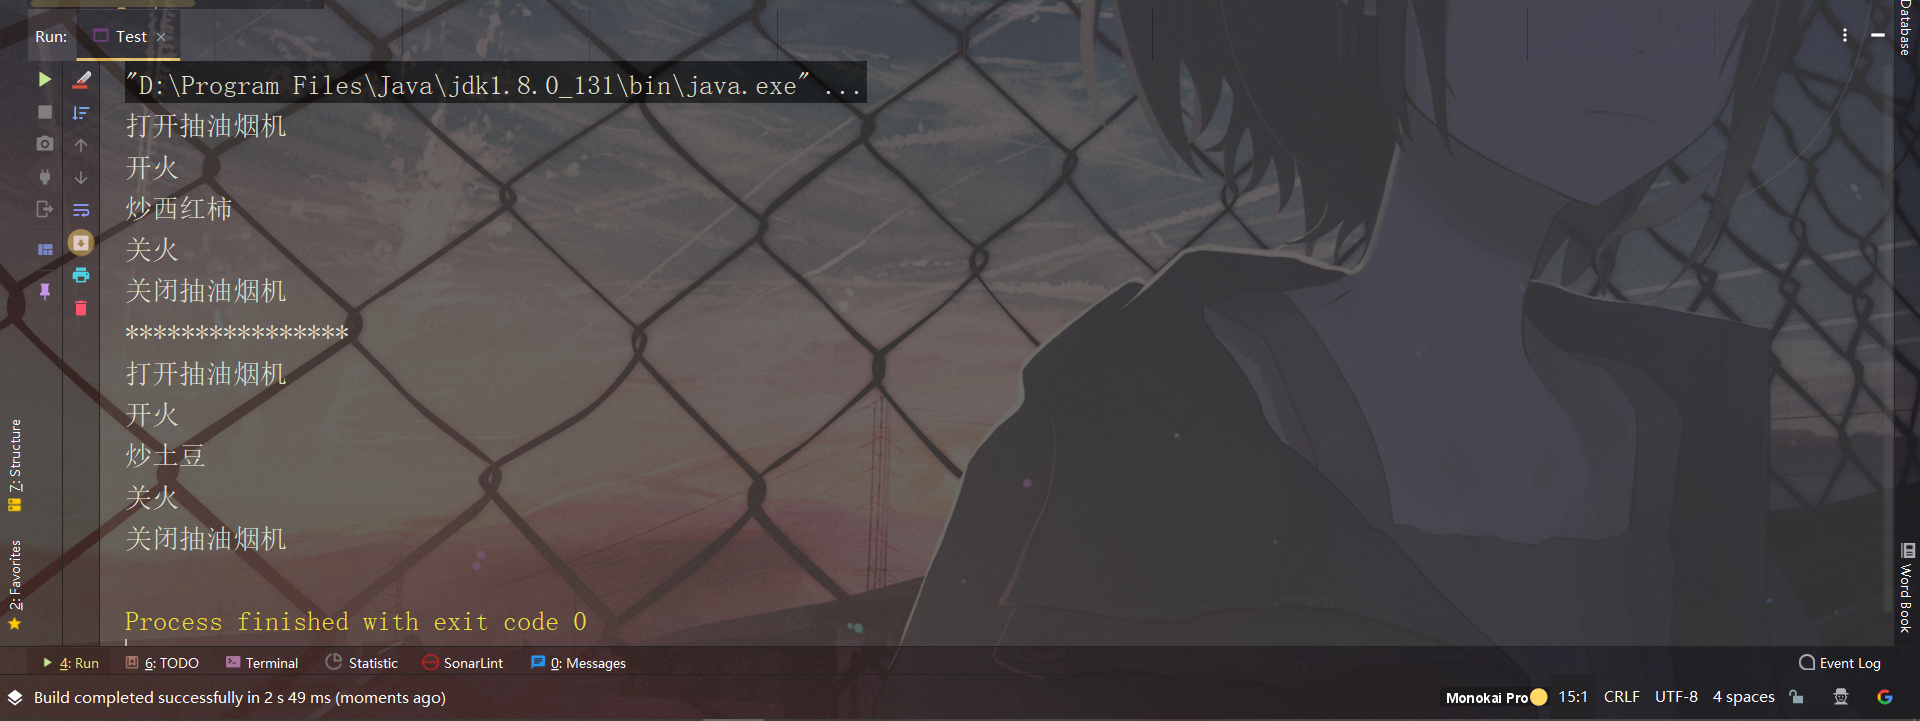 Run: Test ×
"D:\Program Files\Java\jdk1.8.0_131\bin\java.exe" ...
打开抽油烟机
开火
炒西红柿
关火
关闭抽油烟机
****************
打开抽油烟机
开火
炒土豆
关火
关闭抽油烟机
Process finished with exit code 0
7: Structure
2: Favorites
Database
Word Book
4: Run 6: TODO Terminal Statistic SonarLint 0: Messages Event Log
Build completed successfully in 2 s 49 ms (moments ago) Monokai Pro 15:1 CRLF UTF-8 4 spaces